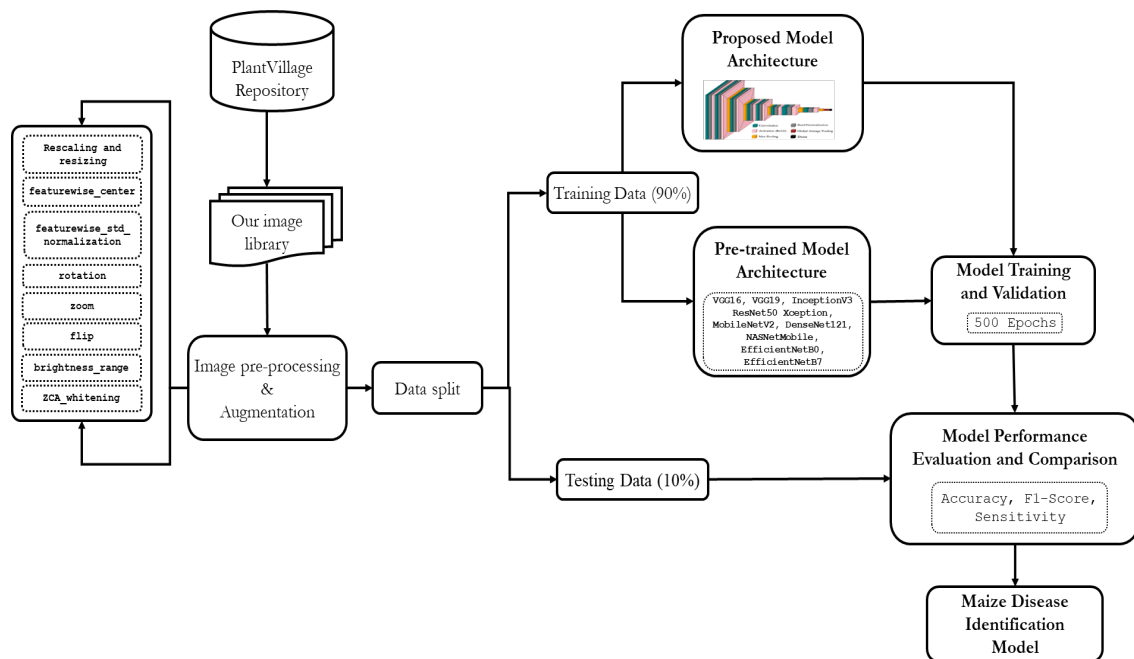 PlantVillage
Repository
Our image
library
Image pre-processing
&
Augmentation
Rescaling and
resizing
featurewise_center
featurewise_std_
normalization
rotation
zoom
flip
brightness_range
ZCA_whitening
Data split
Training Data (90%)
Testing Data (10%)
Proposed Model
Architecture
Pre-trained Model
Architecture
VGG16, VGG19, InceptionV3
ResNet50 Xception,
MobileNetV2, DenseNet121,
NASNetMobile,
EfficientNetB0,
EfficientNetB7
Model Training
and Validation
500 Epochs
Model Performance
Evaluation and Comparison
Accuracy, F1-Score,
Sensitivity
Maize Disease
Identification
Model